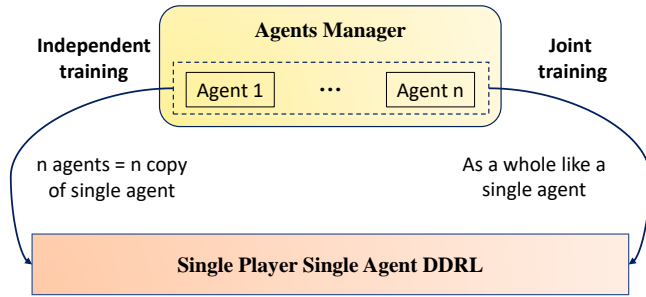 Independent
training
Agents Manager
Joint
training
Agent 1
...
Agent n
n agents = n copy
of single agent
As a whole like a
single agent
Single Player Single Agent DDRL